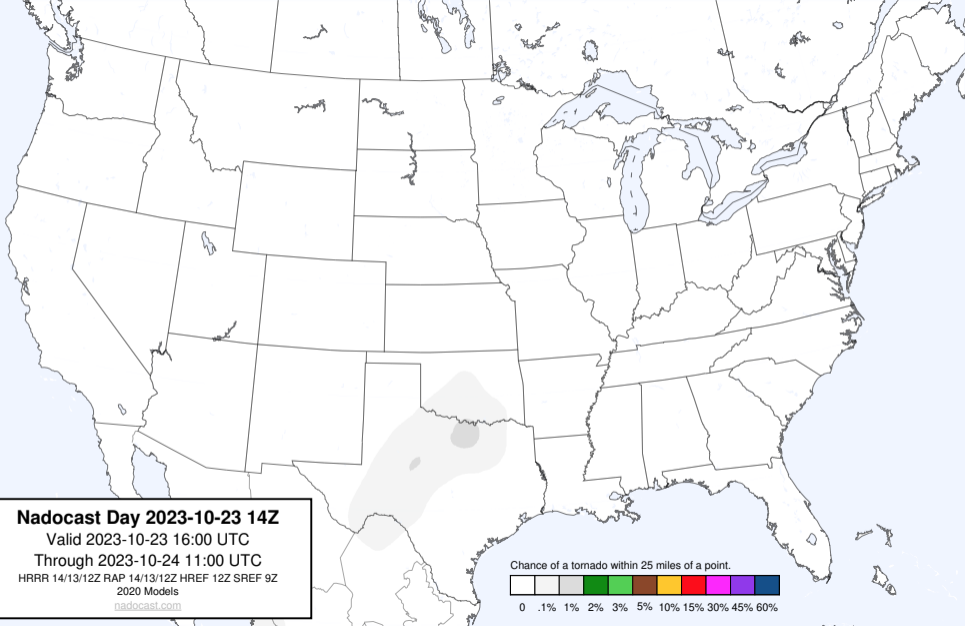 Nadocast Day 2023-10-23 14Z
Valid 2023-10-23 16:00 UTC
Through 2023-10-24 11:00 UTC
HRRR 14/13/12Z RAP 14/13/12Z HREF 12Z SREF 9Z
2020 Models
nadocast.com
Chance of a tornado within 25 miles of a point.
0 .1% 1% 2% 3% 5% 10% 15% 30% 45% 60%